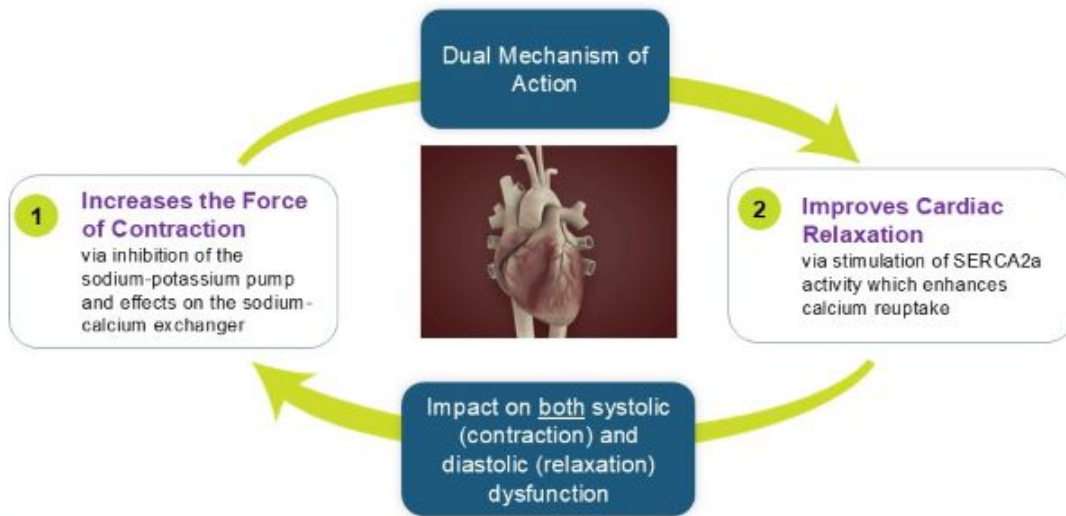 Dual Mechanism of
Action
1
Increases the Force
of Contraction
via inhibition of the
sodium-potassium pump
and effects on the sodium-
calcium exchanger
2
Improves Cardiac
Relaxation
via stimulation of SERCA2a
activity which enhances
calcium reuptake
Impact on both systolic
(contraction) and
diastolic (relaxation)
dysfunction